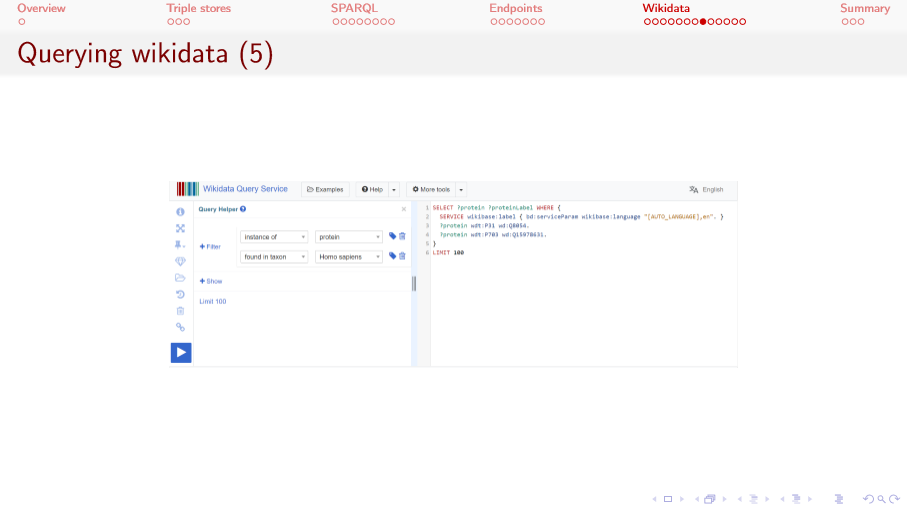 Overview Triple stores SPARQL Endpoints Wikidata Summary
Querying wikidata (5)
Wikidata Query Service Examples Help More tools English
Query Helper
Filter
instance of protein
found in taxon Homo sapiens
Show
Limit 100
1 SELECT ?protein ?proteinLabel WHERE {
2 SERVICE wikibase:label { bd:serviceParam wikibase:language "[AUTO_LANGUAGE],en". }
3 ?protein wdt:P31 wd:Q8054.
4 ?protein wdt:P703 wd:Q15978631.
5 }
6 LIMIT 100